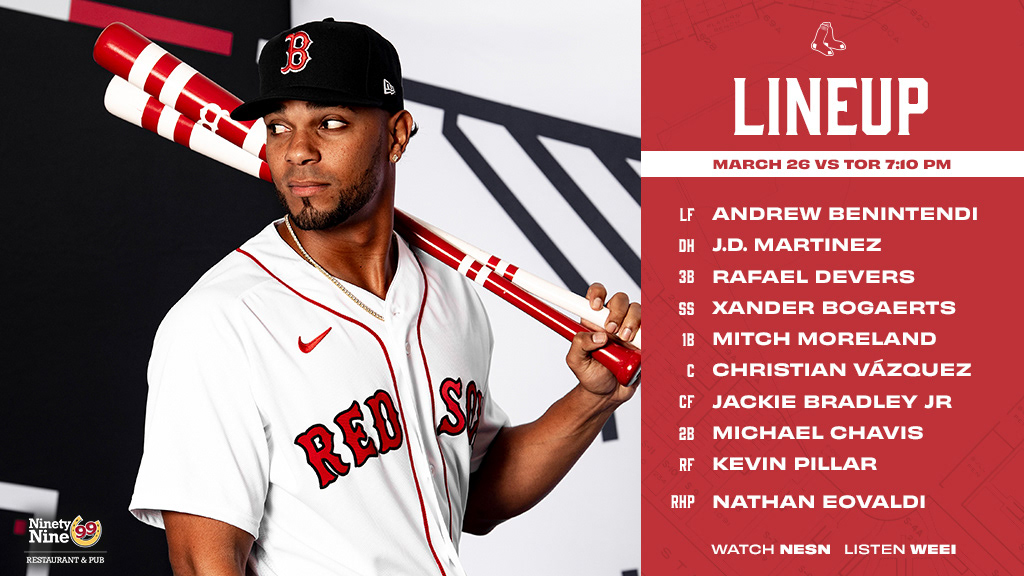 B
RED SO
Ninety
Nine 99
RESTAURANT & PUB
LINEUP
MARCH 26 VS TOR 7:10 PM
LF ANDREW BENINTENDI
DH J.D. MARTINEZ
3B RAFAEL DEVERS
SS XANDER BOGAERTS
1B MITCH MORELAND
C CHRISTIAN VÁZQUEZ
CF JACKIE BRADLEY JR
2B MICHAEL CHAVIS
RF KEVIN PILLAR
RHP NATHAN EOVALDI
WATCH NESN LISTEN WEEI